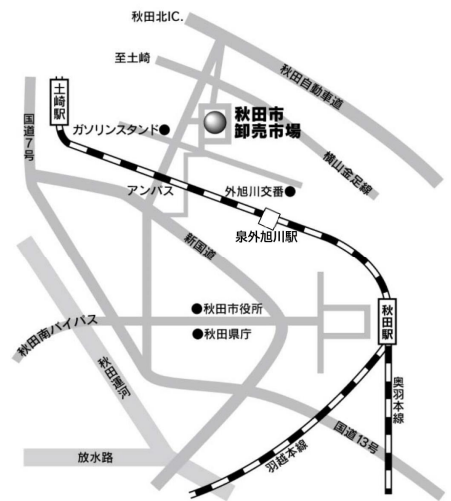 秋田北IC.
至土崎
秋田自動車道
土崎駅
国道7号
ガソリンスタンド
秋田市
卸売市場
横山金足線
アンパス
外旭川交番
泉外旭川駅
新国道
秋田市役所
秋田県庁
秋田南バイパス
秋田運河
秋田駅
奥羽本線
国道13号
羽越本線
放水路